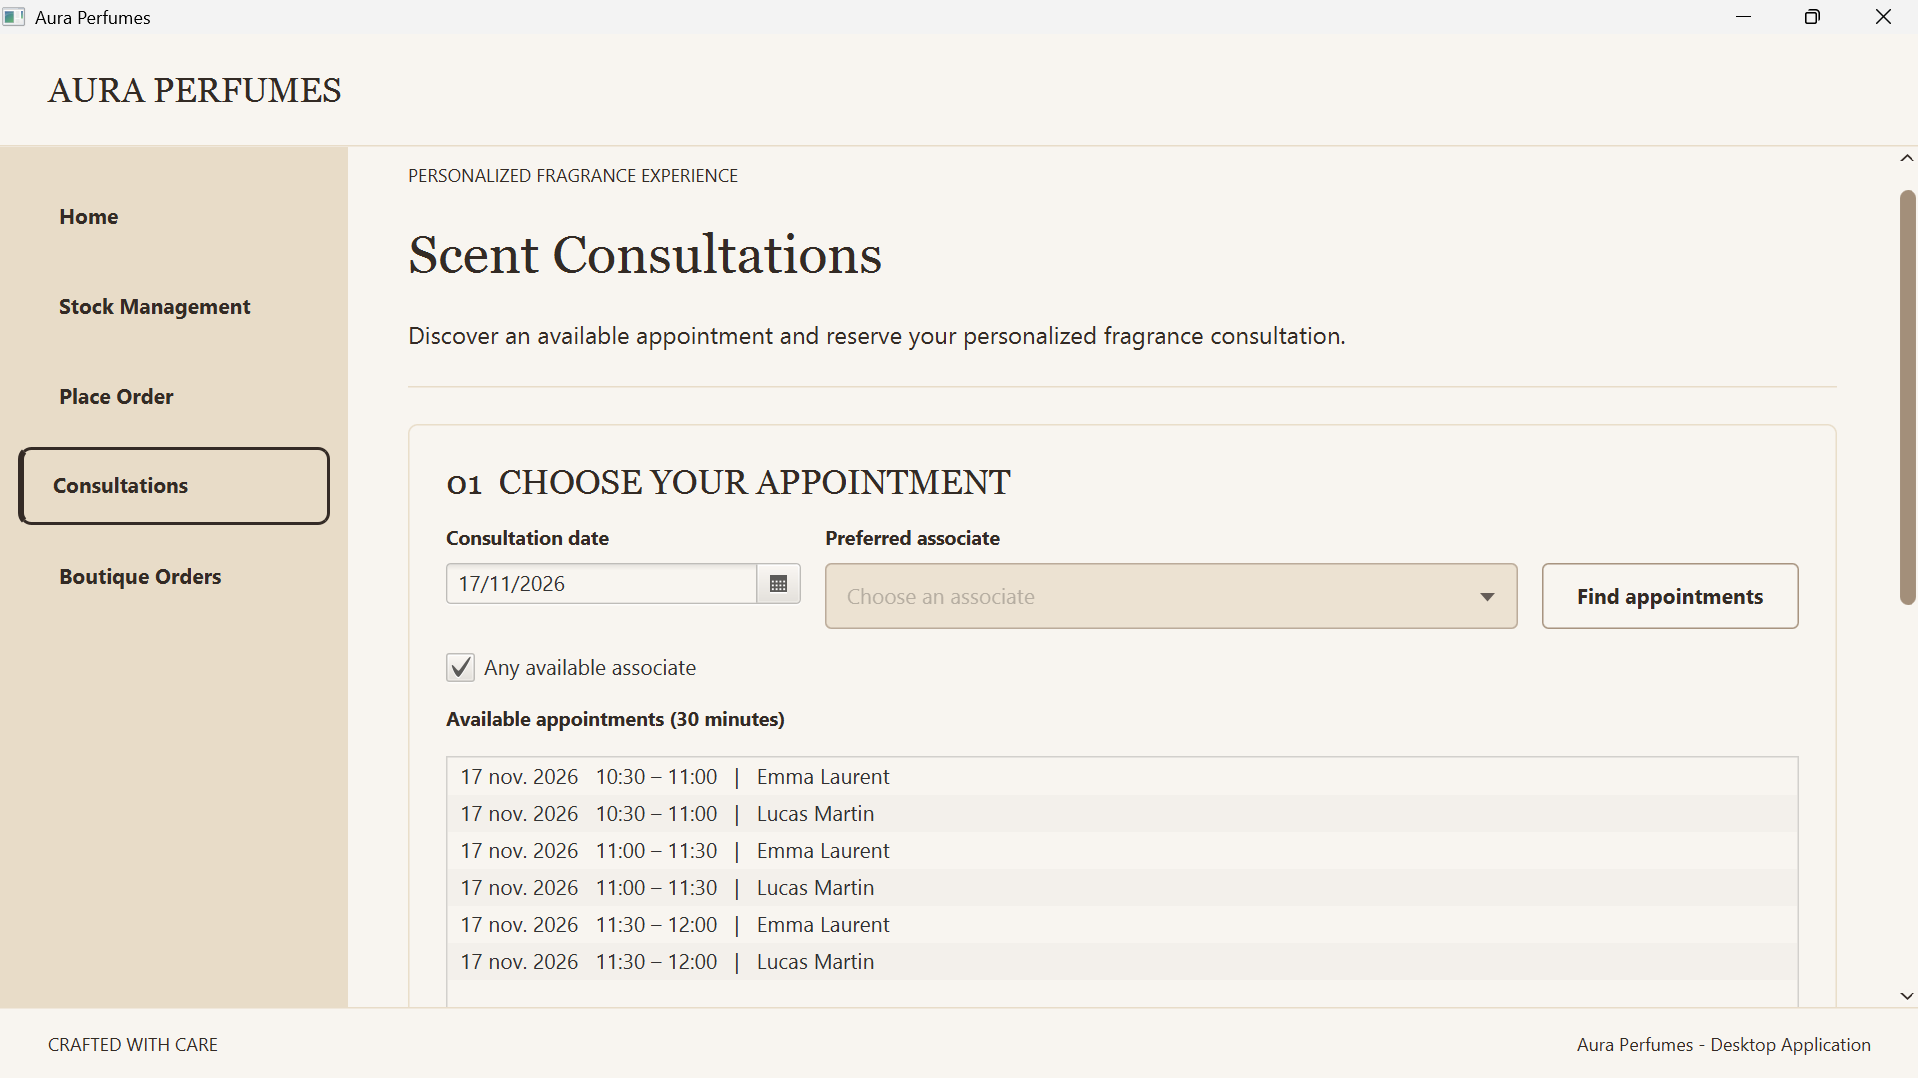 Aura Perfumes
AURA PERFUMES
Home
Stock Management
Place Order
Consultations
Boutique Orders
PERSONALIZED FRAGRANCE EXPERIENCE
Scent Consultations
Discover an available appointment and reserve your personalized fragrance consultation.
01 CHOOSE YOUR APPOINTMENT
Consultation date
Preferred associate
17/11/2026
Choose an associate
Find appointments
Any available associate
Available appointments (30 minutes)
17 nov. 2026 10:30 – 11:00 | Emma Laurent
17 nov. 2026 10:30 – 11:00 | Lucas Martin
17 nov. 2026 11:00 – 11:30 | Emma Laurent
17 nov. 2026 11:00 – 11:30 | Lucas Martin
17 nov. 2026 11:30 – 12:00 | Emma Laurent
17 nov. 2026 11:30 – 12:00 | Lucas Martin
CRAFTED WITH CARE
Aura Perfumes - Desktop Application